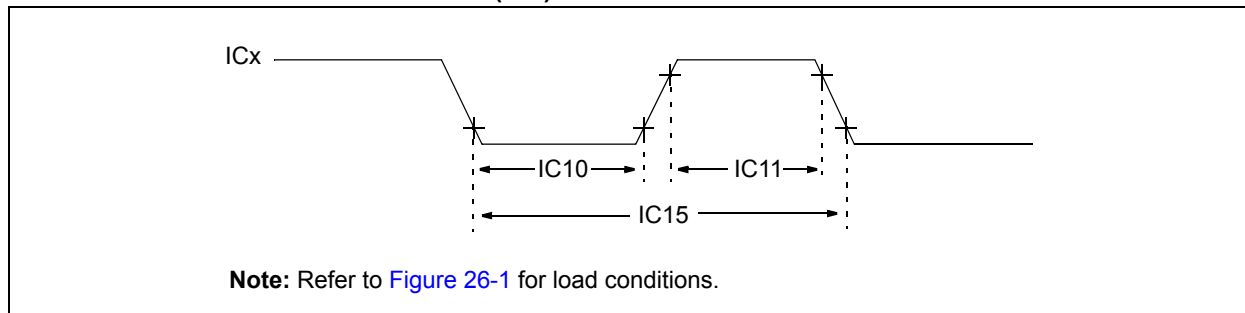 ICx
IC10
IC11
IC15
Note: Refer to Figure 26-1 for load conditions.